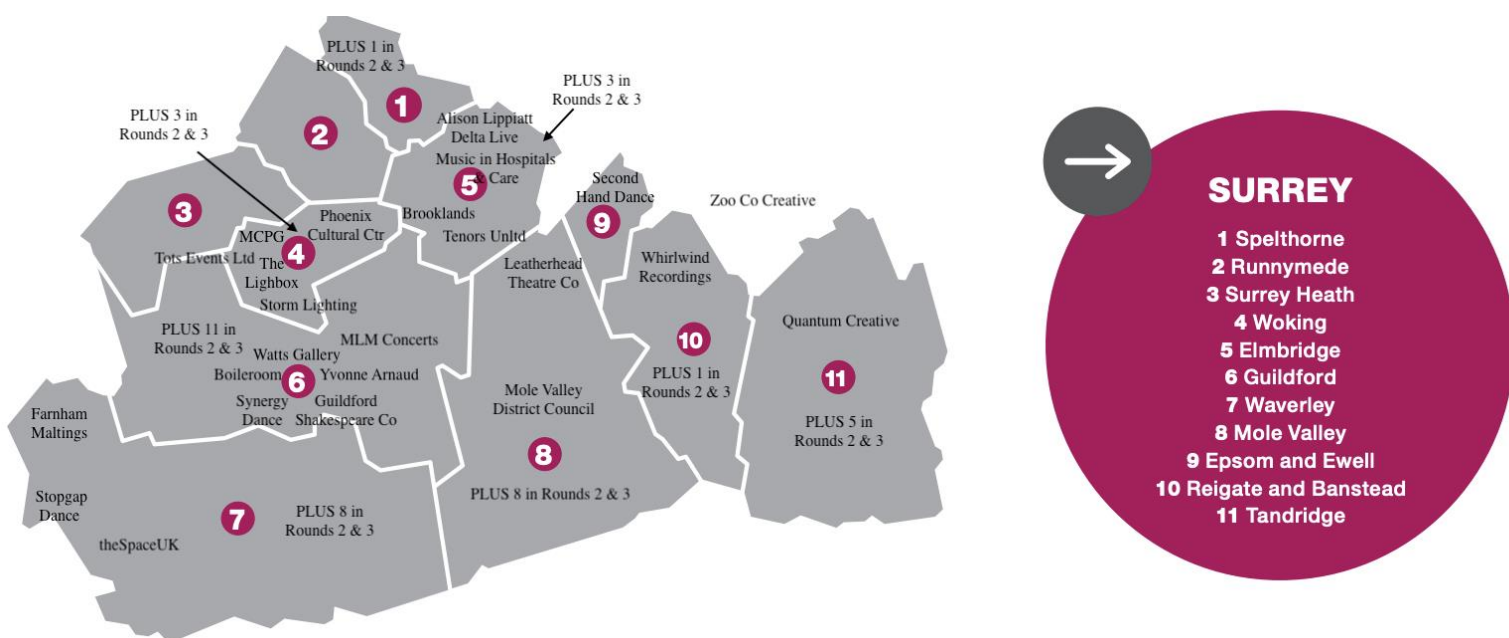 PLUS 1 in
Rounds 2 & 3
1
PLUS 3 in
Rounds 2 & 3
PLUS 3 in
Rounds 2 & 3
2
Alison Lippiatt
Delta Live
Music in Hospitals
& Care
5
Brooklands
Tenors Unltd
Second
Hand Dance
9
Zoo Co Creative
3
Tots Events Ltd
MCPG
Phoenix
Cultural Ctr
4
The
Lighbox
Storm Lighting
Leatherhead
Theatre Co
Whirlwind
Recordings
10
PLUS 1 in
Rounds 2 & 3
Quantum Creative
11
PLUS 5 in
Rounds 2 & 3
PLUS 11 in
Rounds 2 & 3
MLM Concerts
Watts Gallery
Boileroom
6
Yvonne Arnaud
Synergy
Dance
Guildford
Shakespeare Co
Mole Valley
District Council
8
PLUS 8 in Rounds 2 & 3
Farnham
Maltings
Stopgap
Dance
theSpaceUK
7
PLUS 8 in
Rounds 2 & 3
SURREY
1 Spelthorne
2 Runnymede
3 Surrey Heath
4 Woking
5 Elmbridge
6 Guildford
7 Waverley
8 Mole Valley
9 Epsom and Ewell
10 Reigate and Banstead
11 Tandridge